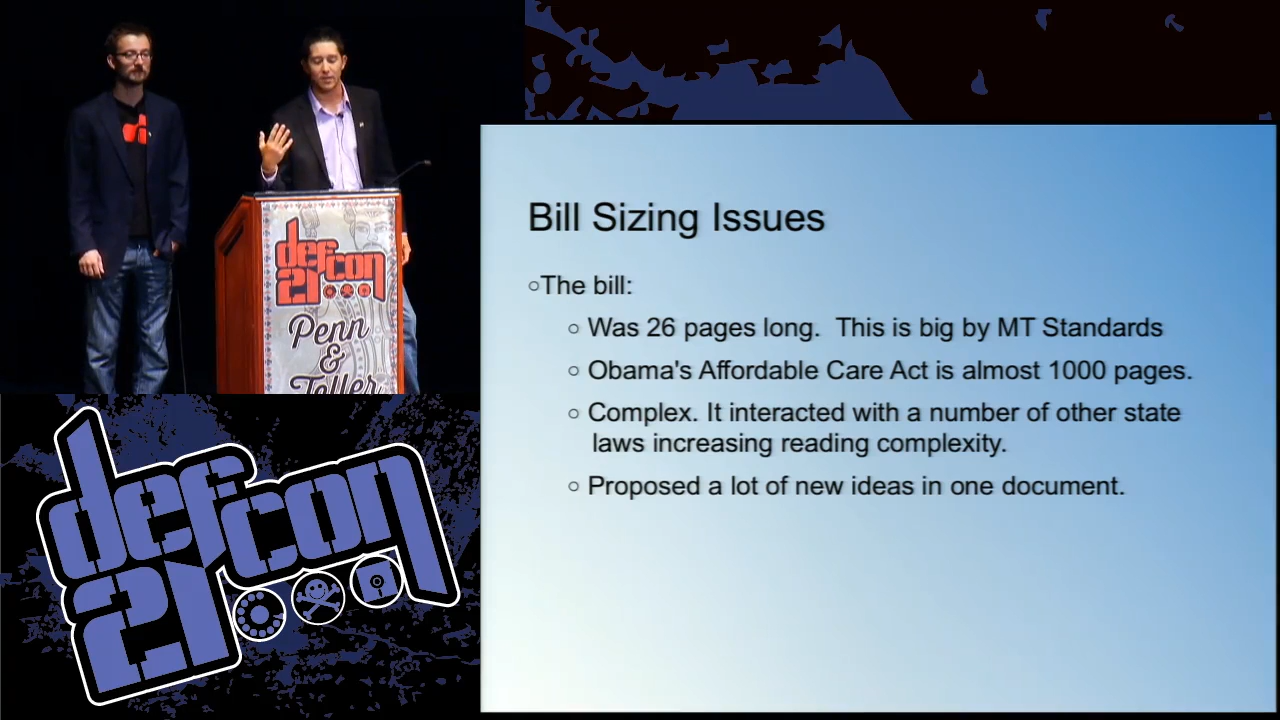 defcon
21
Penn
&
Teller
defcon
21
Bill Sizing Issues
○The bill:
○ Was 26 pages long.  This is big by MT Standards
○ Obama's Affordable Care Act is almost 1000 pages.
○ Complex. It interacted with a number of other state
laws increasing reading complexity.
○ Proposed a lot of new ideas in one document.